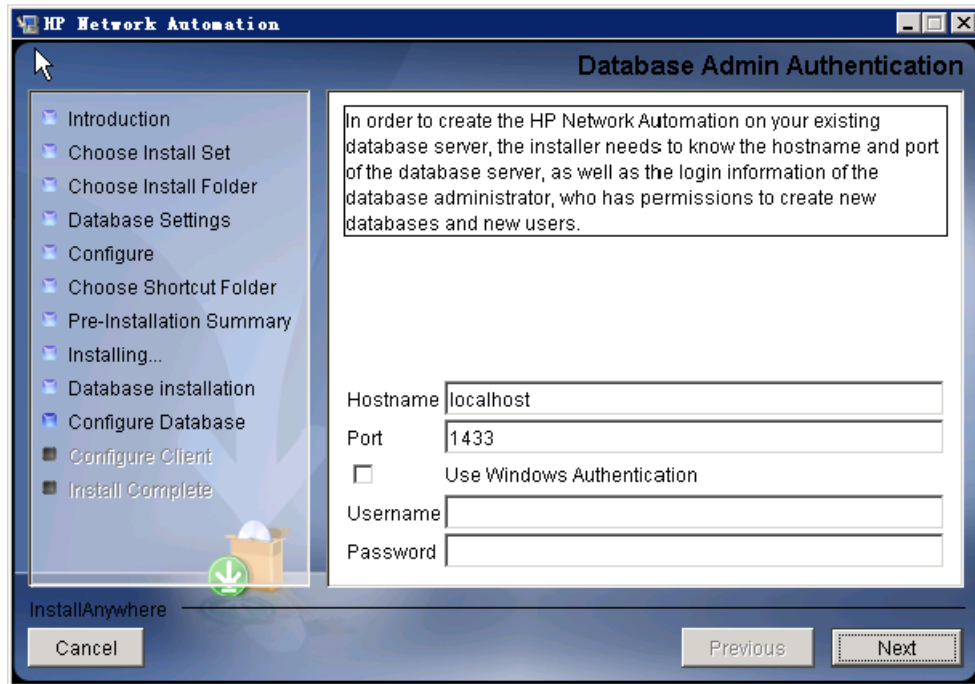 HP Network Automation
Database Admin Authentication
Introduction
Choose Install Set
Choose Install Folder
Database Settings
Configure
Choose Shortcut Folder
Pre-Installation Summary
Installing...
Database installation
Configure Database
Configure Client
Install Complete
In order to create the HP Network Automation on your existing
database server, the installer needs to know the hostname and port
of the database server, as well as the login information of the
database administrator, who has permissions to create new
databases and new users.
Hostname localhost
Port 1433
Use Windows Authentication
Username
Password
InstallAnywhere
Cancel
Previous
Next